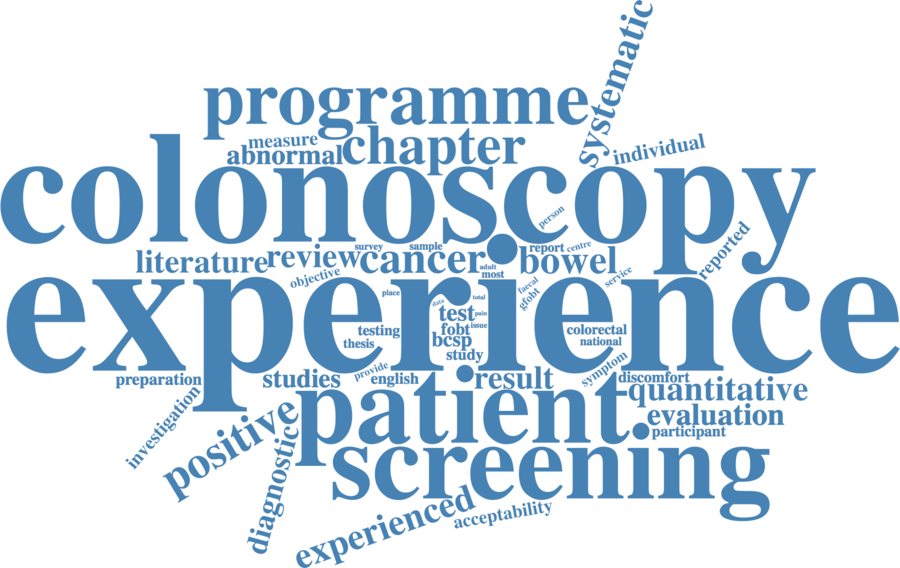 systematic
programme
measure
chapter
abnormal
individual
colonoscopy
person
literature
review
survey
cancer
sample
report
centre
bowel
reported
objective
adult
most
faecal
gfobt
service
experience
place
data
total
test
pain
testing
fobt
issue
thesis
bcsp
study
colorectal
national
preparation
studies
provide
english
result
symptom
discomfort
quantitative
investigation
positive
patient
evaluation
participant
diagnostic
screening
experienced
acceptability